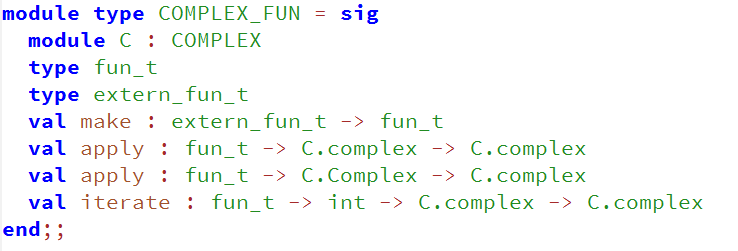 module type COMPLEX_FUN = sig
module C : COMPLEX
type fun_t
type extern_fun_t
val make : extern_fun_t -> fun_t
val apply : fun_t -> C.complex -> C.complex
val apply : fun_t -> C.Complex -> C.complex
val iterate : fun_t -> int -> C.complex -> C.complex
end;;